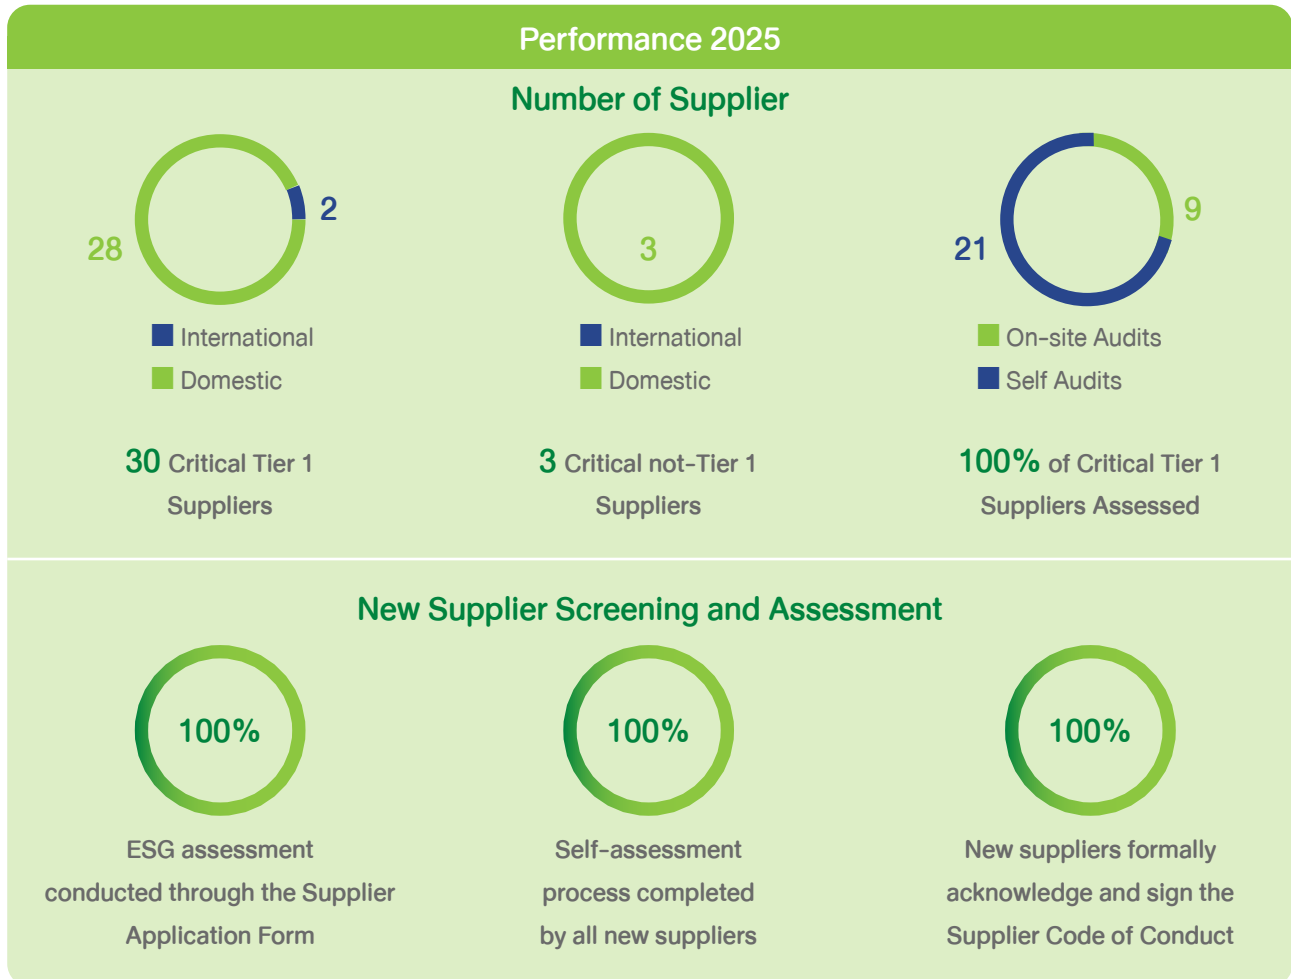 Performance 2025
Number of Supplier
28
2
International
Domestic
30 Critical Tier 1
Suppliers
3
International
Domestic
3 Critical not-Tier 1
Suppliers
21
9
On-site Audits
Self Audits
100% of Critical Tier 1
Suppliers Assessed
New Supplier Screening and Assessment
100%
ESG assessment
conducted through the Supplier
Application Form
100%
Self-assessment
process completed
by all new suppliers
100%
New suppliers formally
acknowledge and sign the
Supplier Code of Conduct